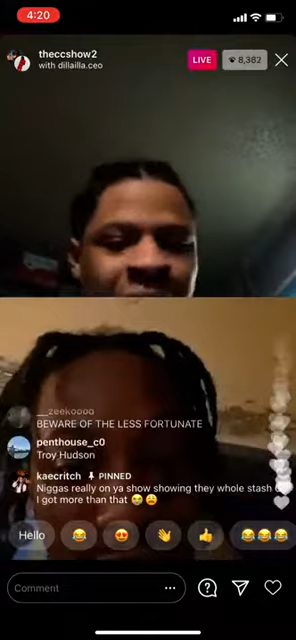 4:20
theccshow2
with dillailla.ceo
LIVE
8,382
BEWARE OF THE LESS FORTUNATE
penthouse_c0
Troy Hudson
kaecritch PINNED
Niggas really on ya show showing they whole stash
I got more than that 😭😩
Hello
Comment